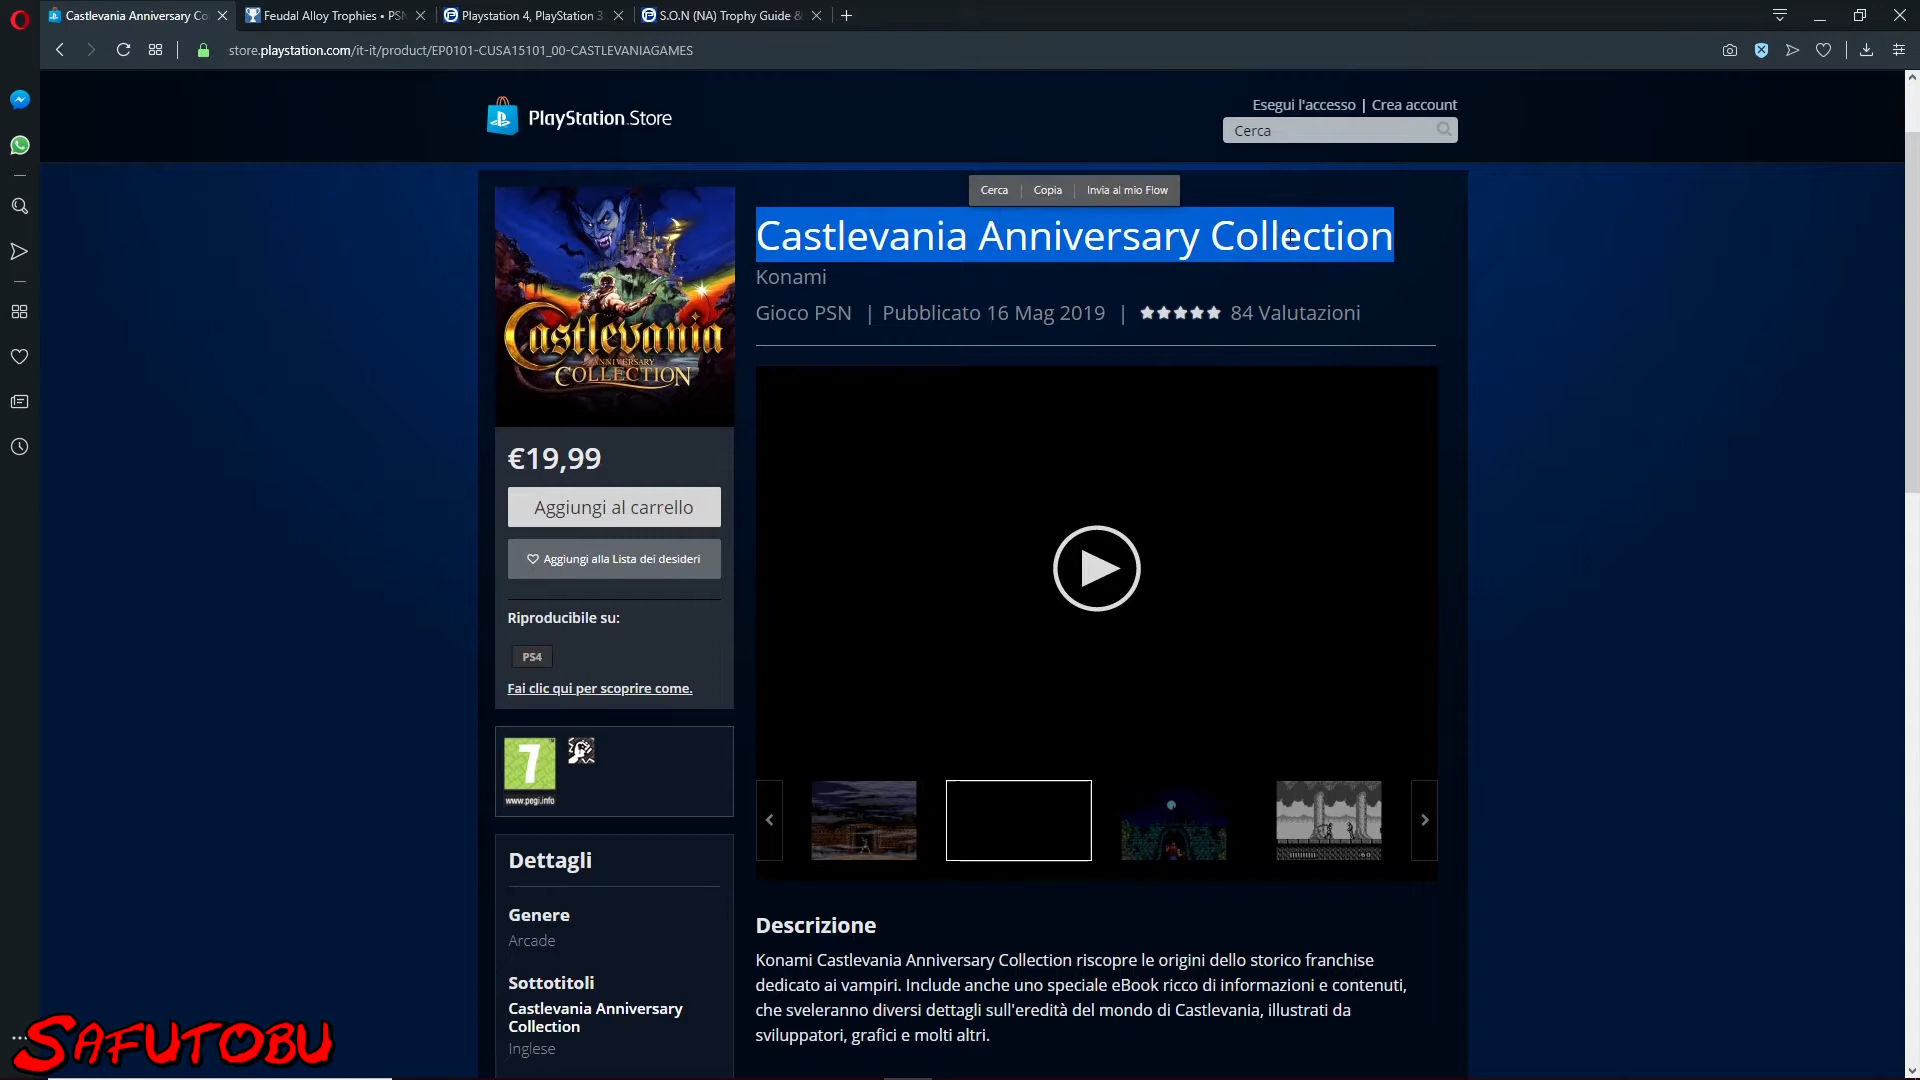 Castlevania Anniversary Co
Feudal Alloy Trophies • PSN
Playstation 4, PlayStation 3
S.O.N (NA) Trophy Guide &
store.playstation.com/it-it/product/EP0101-CUSA15101_00-CASTLEVANIAGAMES
PlayStation.Store
Esegui l'accesso | Crea account
Cerca
Cerca
Copia
Invia al mio Flow
Castlevania Anniversary Collection
Konami
Gioco PSN | Pubblicato 16 Mag 2019 | 84 Valutazioni
Castlevania
ANNIVERSARY
COLLECTION
€19,99
Aggiungi al carrello
Aggiungi alla Lista dei desideri
Riproducibile su:
PS4
Fai clic qui per scoprire come.
7
www.pegi.info
Dettagli
Genere
Arcade
Sottotitoli
Castlevania Anniversary
Collection
Inglese
Descrizione
Konami Castlevania Anniversary Collection riscopre le origini dello storico franchise
dedicato ai vampiri. Include anche uno speciale eBook ricco di informazioni e contenuti,
che sveleranno diversi dettagli sull'eredità del mondo di Castlevania, illustrati da
sviluppatori, grafici e molti altri.
SAFUTOBU